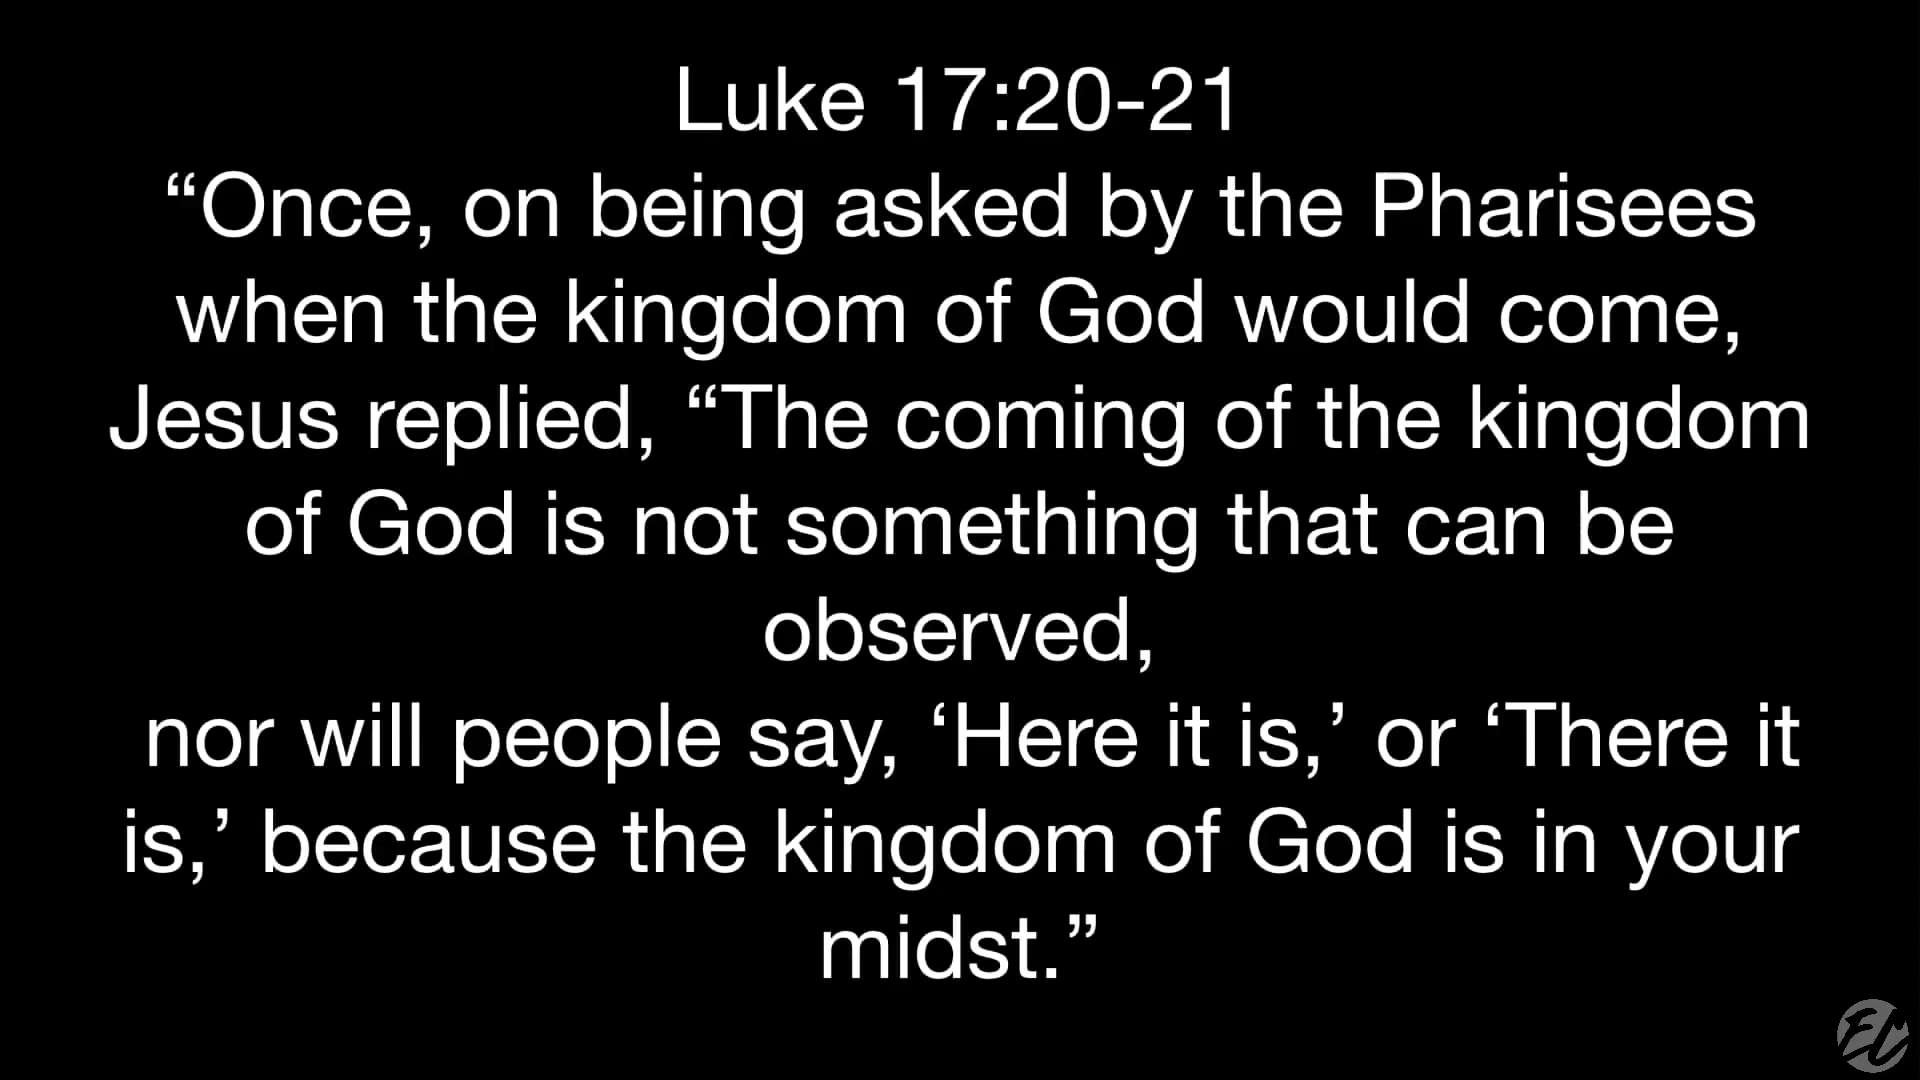 Luke 17:20-21
“Once, on being asked by the Pharisees
when the kingdom of God would come,
Jesus replied, “The coming of the kingdom
of God is not something that can be
observed,
nor will people say, ‘Here it is,’ or ‘There it
is,’ because the kingdom of God is in your
midst.”